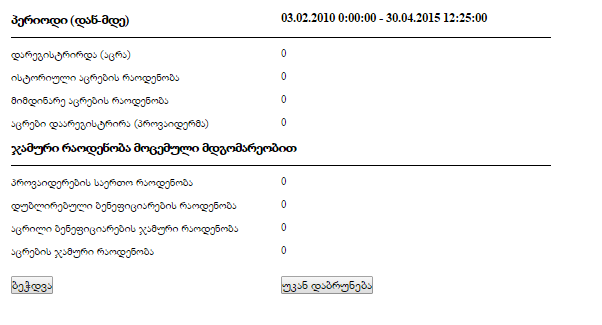 პერიოდი (დან-მდე) 03.02.2010 0:00:00 - 30.04.2015 12:25:00
დარეგისტრირდა (აცრა) 0
ისტორიული აცრების რაოდენობა 0
მიმდინარე აცრების რაოდენობა 0
აცრები დაარეგისტრირა (პროვაიდერმა) 0
ჯამური რაოდენობა მოცემული მდგომარეობით
პროვაიდერების საერთო რაოდენობა 0
დუბლირებული ბენეფიციარების რაოდენობა 0
აცრილი ბენეფიციარების ჯამური რაოდენობა 0
აცრების ჯამური რაოდენობა 0
ბეჭდვა უკან დაბრუნება